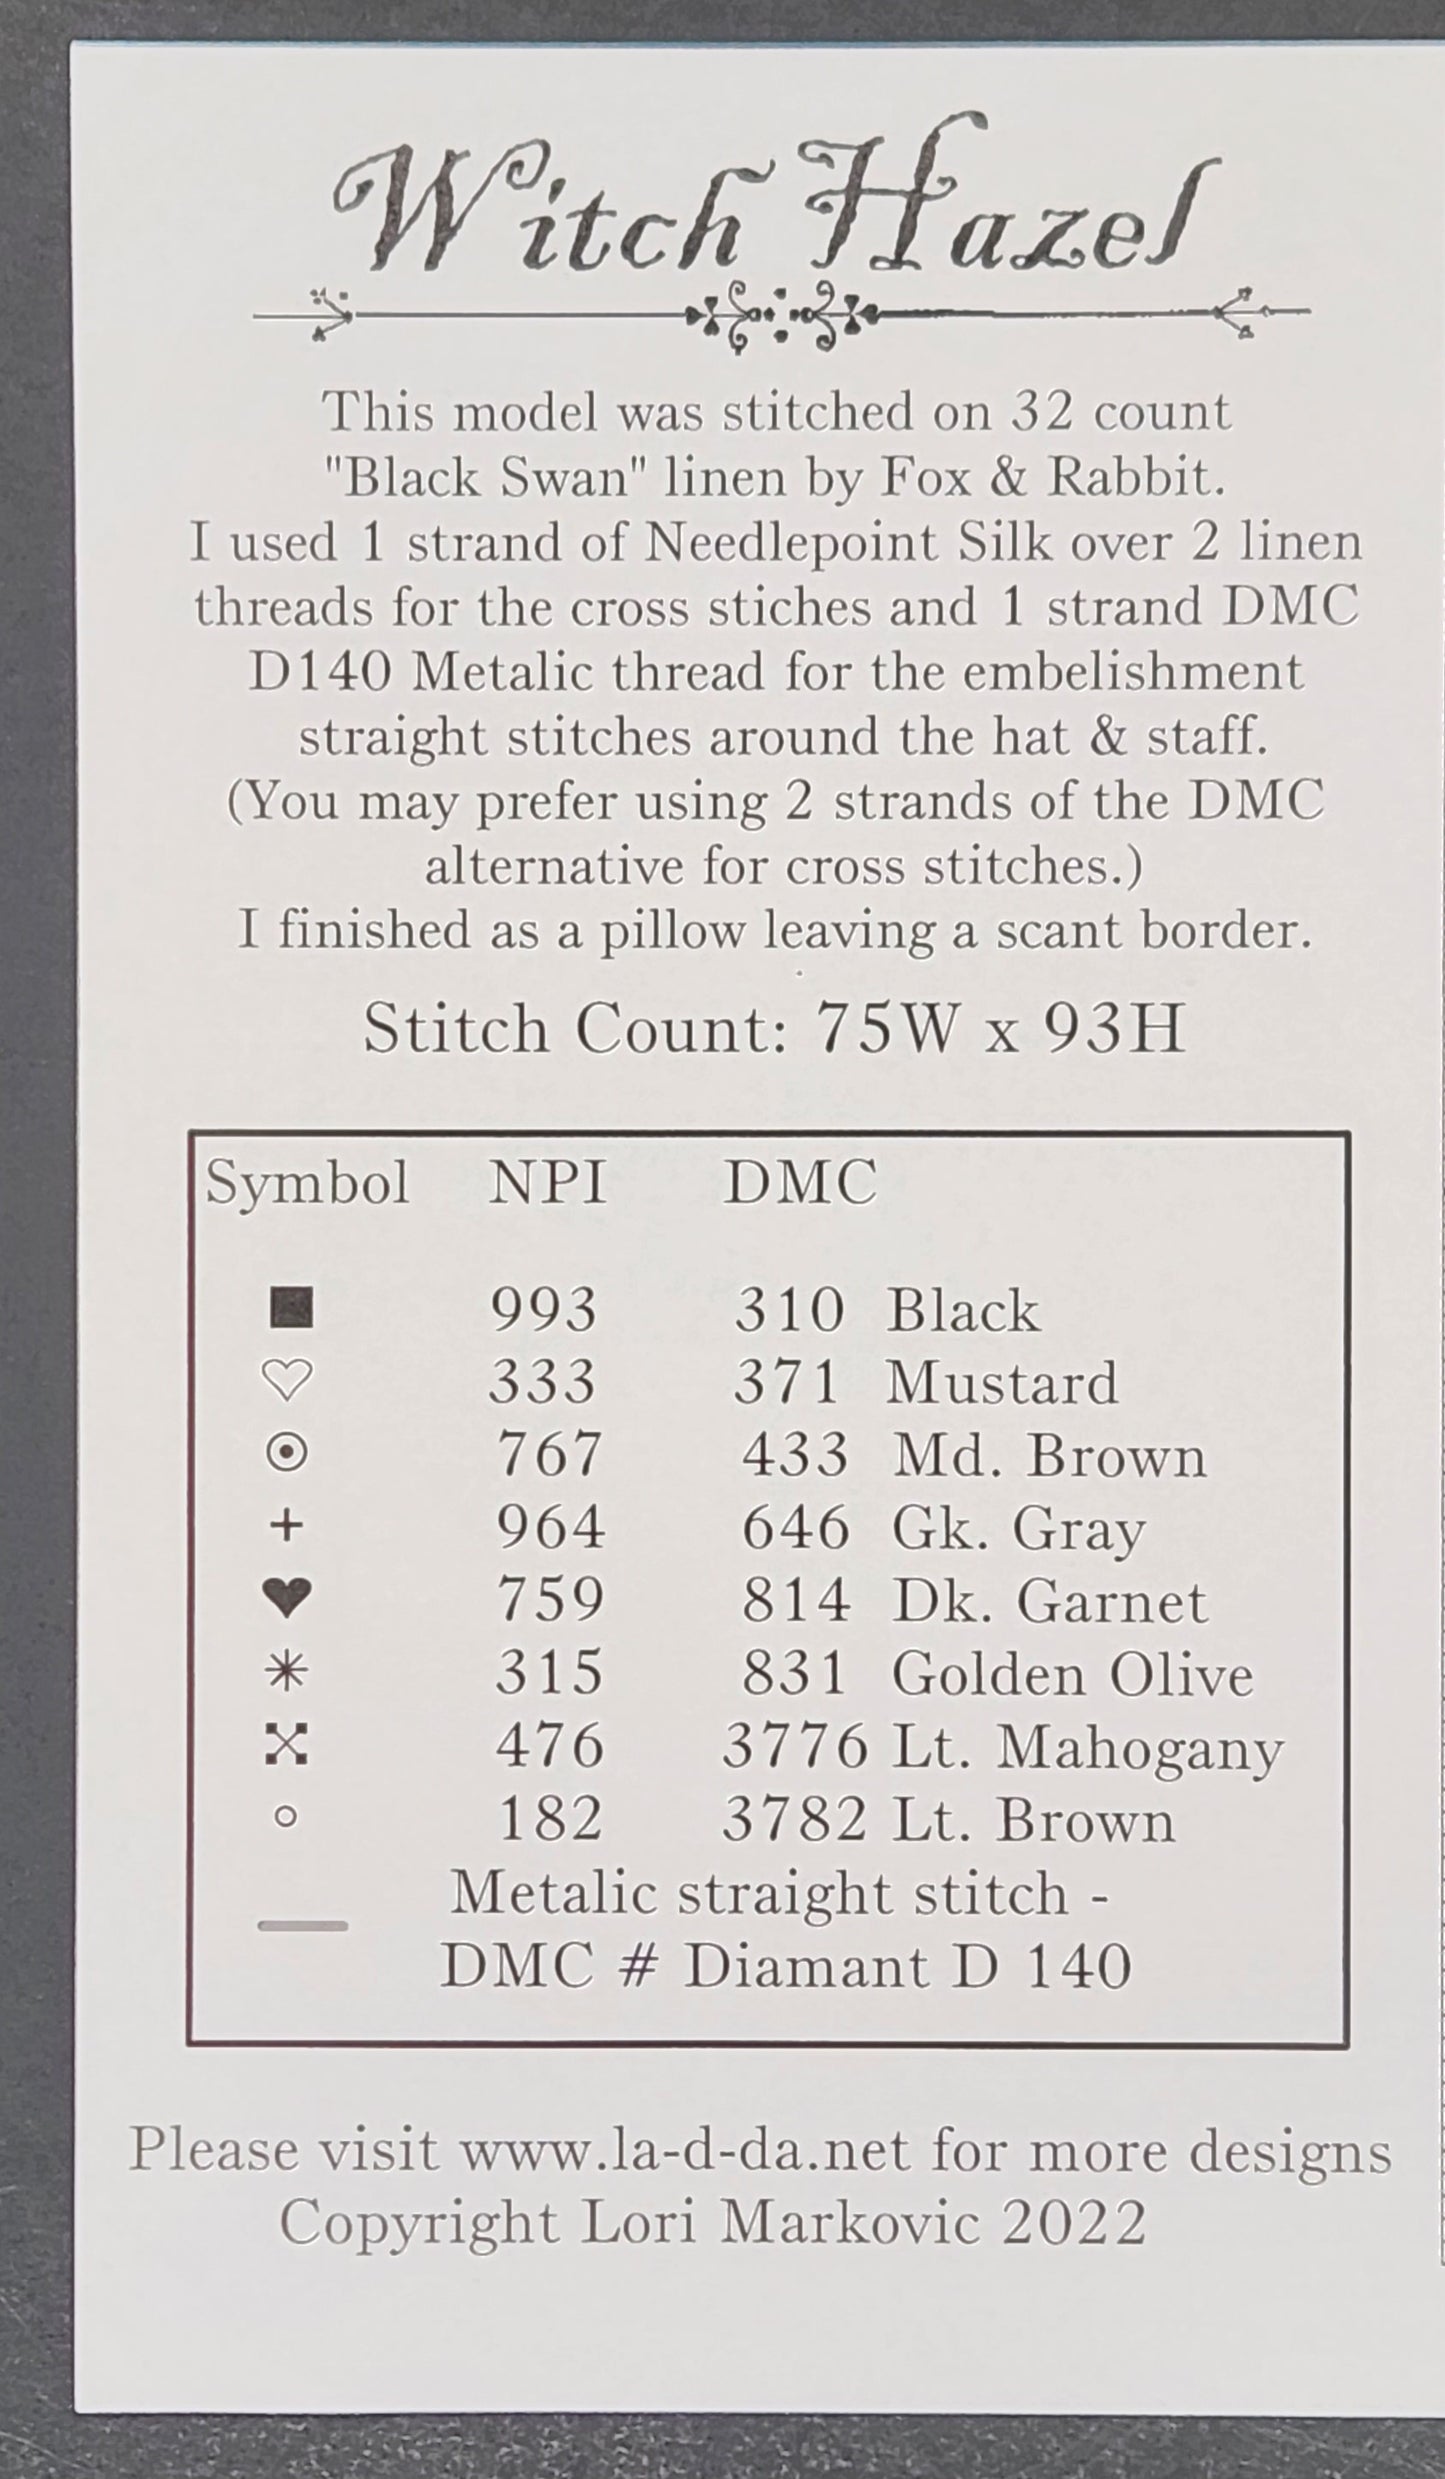 Witch Hazel
This model was stitched on 32 count
"Black Swan" linen by Fox & Rabbit.
I used 1 strand of Needlepoint Silk over 2 linen
threads for the cross stiches and 1 strand DMC
D140 Metalic thread for the embelishment
straight stitches around the hat & staff.
(You may prefer using 2 strands of the DMC
alternative for cross stitches.)
I finished as a pillow leaving a scant border.
Stitch Count: 75W x 93H
Symbol NPI DMC
■ 993 310 Black
♡ 333 371 Mustard
⊙ 767 433 Md. Brown
+ 964 646 Gk. Gray
♥ 759 814 Dk. Garnet
✳ 315 831 Golden Olive
476 3776 Lt. Mahogany
○ 182 3782 Lt. Brown
Metalic straight stitch -
— DMC # Diamant D 140
Please visit www.la-d-da.net for more designs
Copyright Lori Markovic 2022